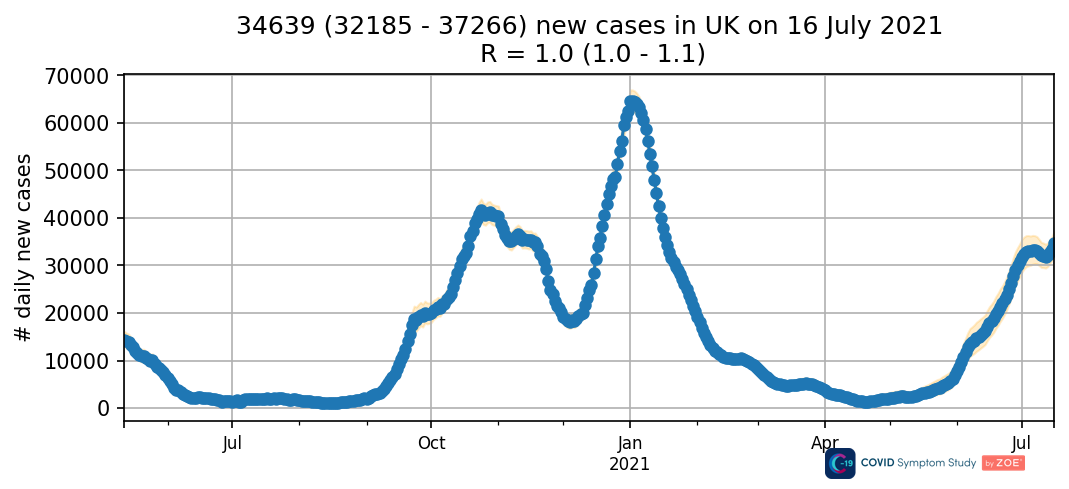 34639 (32185 - 37266) new cases in UK on 16 July 2021
R = 1.0 (1.0 - 1.1)
# daily new cases
70000
60000
50000
40000
30000
20000
10000
0
Jul Oct Jan Apr Jul
2021
C-19 COVID Symptom Study by ZOE